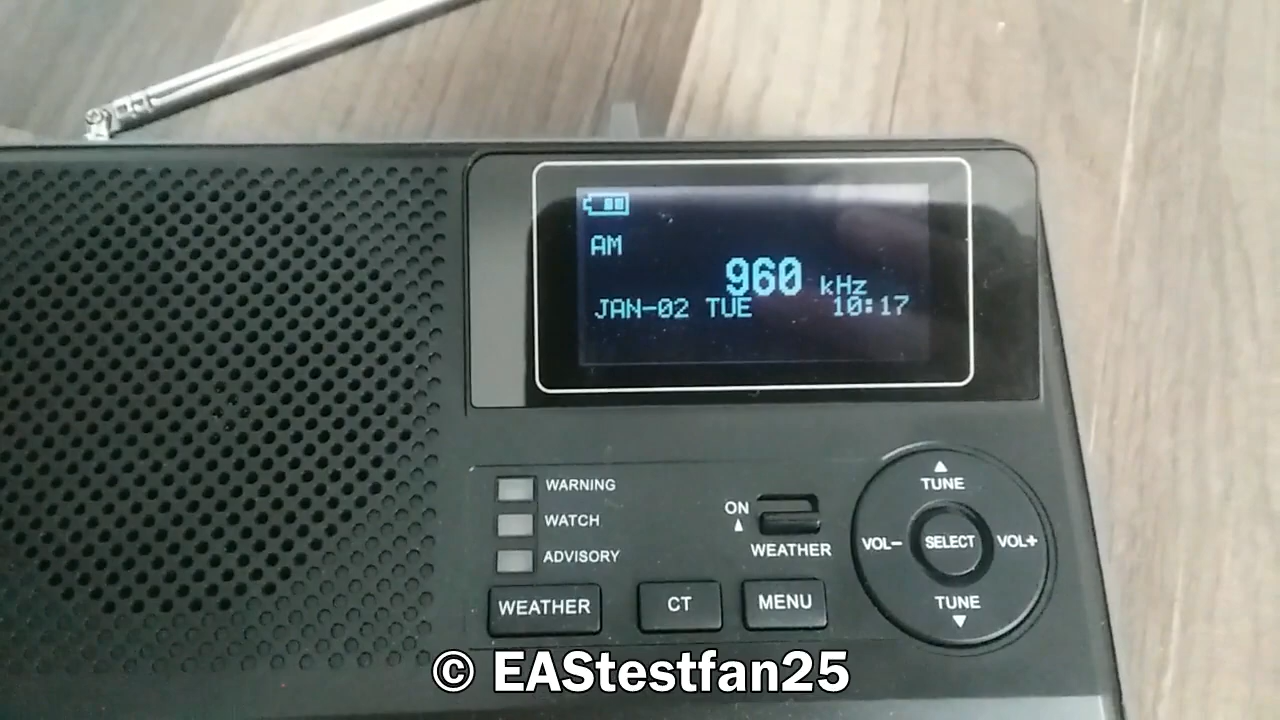 AM
960 kHz
JAN-02 TUE 10:17
WARNING
WATCH
ADVISORY
ON
WEATHER
WEATHER
CT
MENU
TUNE
VOL-
SELECT
VOL+
TUNE
© EAStestfan25